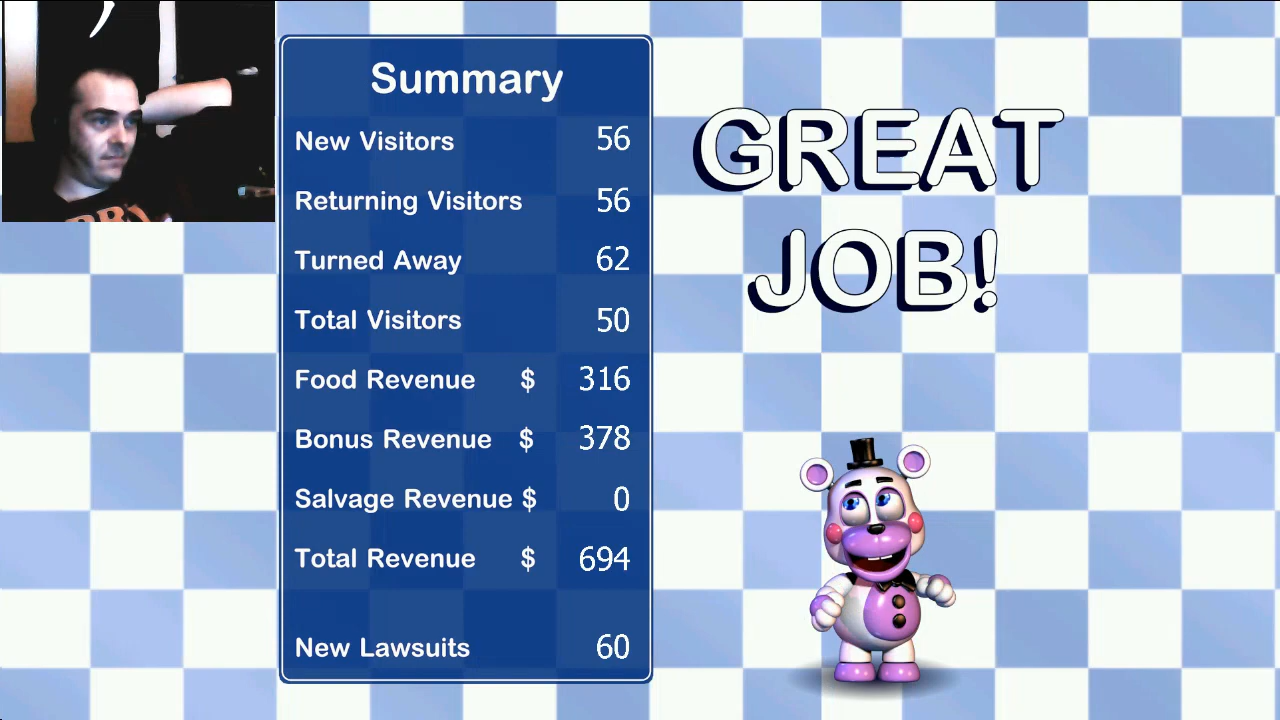 Summary
New Visitors 56
Returning Visitors 56
Turned Away 62
Total Visitors 50
Food Revenue $ 316
Bonus Revenue $ 378
Salvage Revenue $ 0
Total Revenue $ 694
New Lawsuits 60
GREAT
JOB!